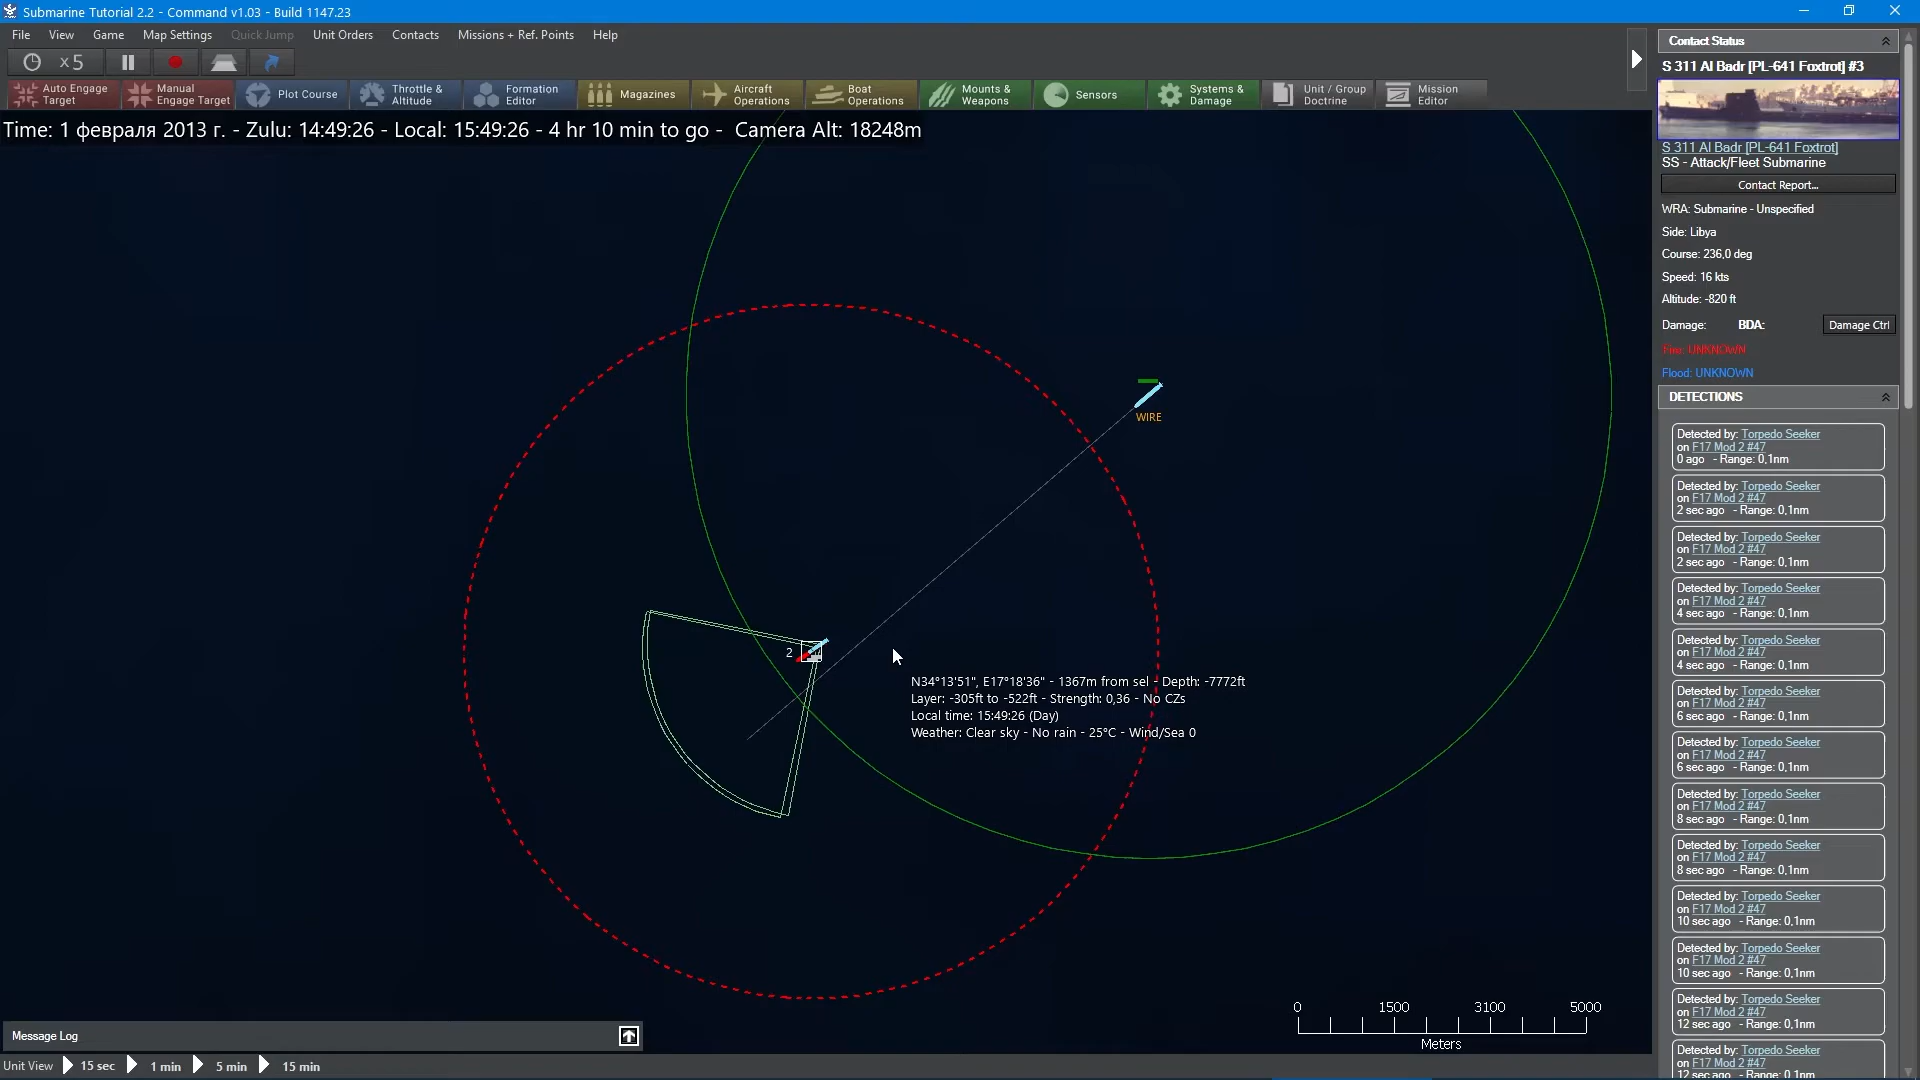 Submarine Tutorial 2.2 - Command v1.03 - Build 1147.23
File View Game Map Settings Quick Jump Unit Orders Contacts Missions + Ref. Points Help
x 5
Auto Engage Target
Manual Engage Target
Plot Course
Throttle & Altitude
Formation Editor
Magazines
Aircraft Operations
Boat Operations
Mounts & Weapons
Sensors
Systems & Damage
Unit / Group Doctrine
Mission Editor
Time: 1 февраля 2013 г. - Zulu: 14:49:26 - Local: 15:49:26 - 4 hr 10 min to go - Camera Alt: 18248m
WIRE
2
N34°13'51", E17°18'36" - 1367m from sel - Depth: -7772ft
Layer: -305ft to -522ft - Strength: 0,36 - No CZs
Local time: 15:49:26 (Day)
Weather: Clear sky - No rain - 25°C - Wind/Sea 0
0 1500 3100 5000
Meters
Message Log
Unit View 15 sec 1 min 5 min 15 min
Contact Status
S 311 Al Badr [PL-641 Foxtrot] #3
S 311 Al Badr [PL-641 Foxtrot]
SS - Attack/Fleet Submarine
Contact Report...
WRA: Submarine - Unspecified
Side: Libya
Course: 236,0 deg
Speed: 16 kts
Altitude: -820 ft
Damage: BDA: Damage Ctrl
Fire: UNKNOWN
Flood: UNKNOWN
DETECTIONS
Detected by: Torpedo Seeker
on F17 Mod 2 #47
0 ago - Range: 0,1nm
Detected by: Torpedo Seeker
on F17 Mod 2 #47
2 sec ago - Range: 0,1nm
Detected by: Torpedo Seeker
on F17 Mod 2 #47
2 sec ago - Range: 0,1nm
Detected by: Torpedo Seeker
on F17 Mod 2 #47
4 sec ago - Range: 0,1nm
Detected by: Torpedo Seeker
on F17 Mod 2 #47
4 sec ago - Range: 0,1nm
Detected by: Torpedo Seeker
on F17 Mod 2 #47
6 sec ago - Range: 0,1nm
Detected by: Torpedo Seeker
on F17 Mod 2 #47
6 sec ago - Range: 0,1nm
Detected by: Torpedo Seeker
on F17 Mod 2 #47
8 sec ago - Range: 0,1nm
Detected by: Torpedo Seeker
on F17 Mod 2 #47
8 sec ago - Range: 0,1nm
Detected by: Torpedo Seeker
on F17 Mod 2 #47
10 sec ago - Range: 0,1nm
Detected by: Torpedo Seeker
on F17 Mod 2 #47
10 sec ago - Range: 0,1nm
Detected by: Torpedo Seeker
on F17 Mod 2 #47
12 sec ago - Range: 0,1nm
Detected by: Torpedo Seeker
on F17 Mod 2 #47
12 sec ago - Range: 0,1nm